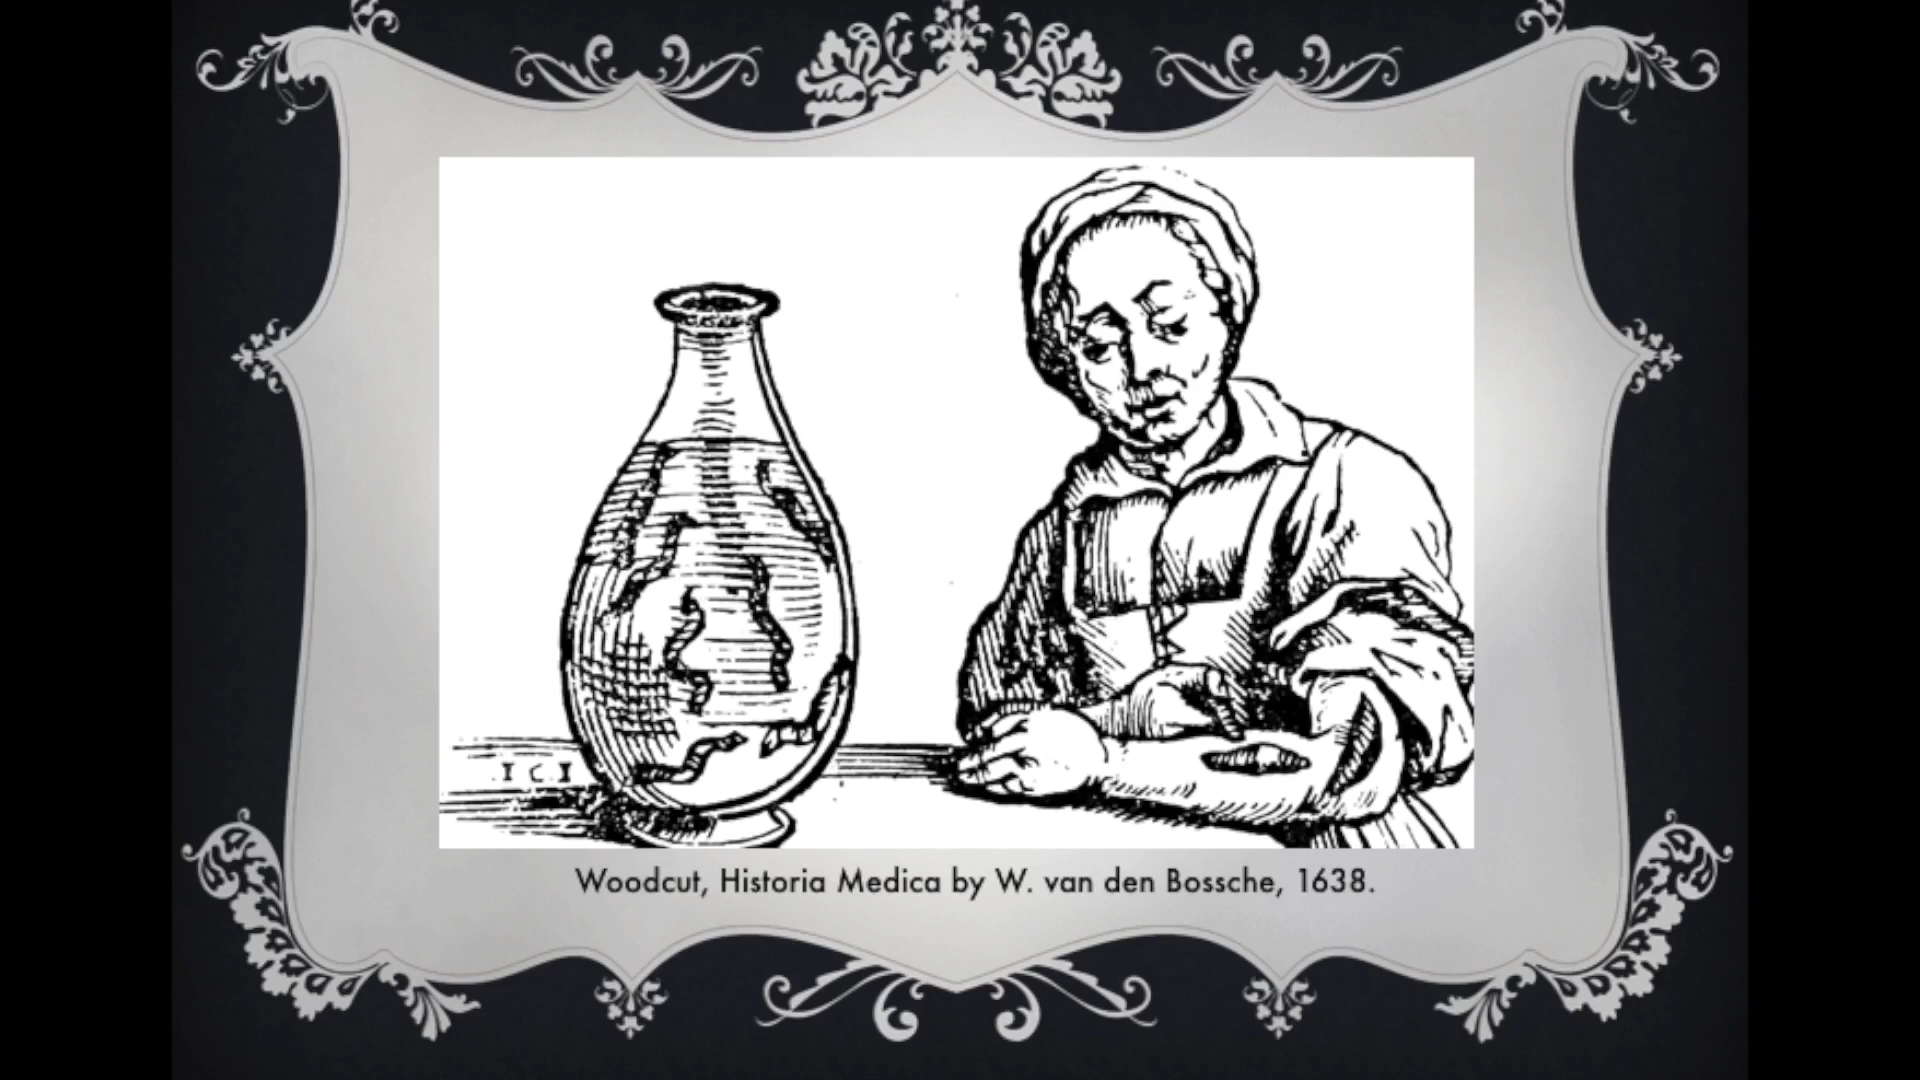 I C I
Woodcut, Historia Medica by W. van den Bossche, 1638.